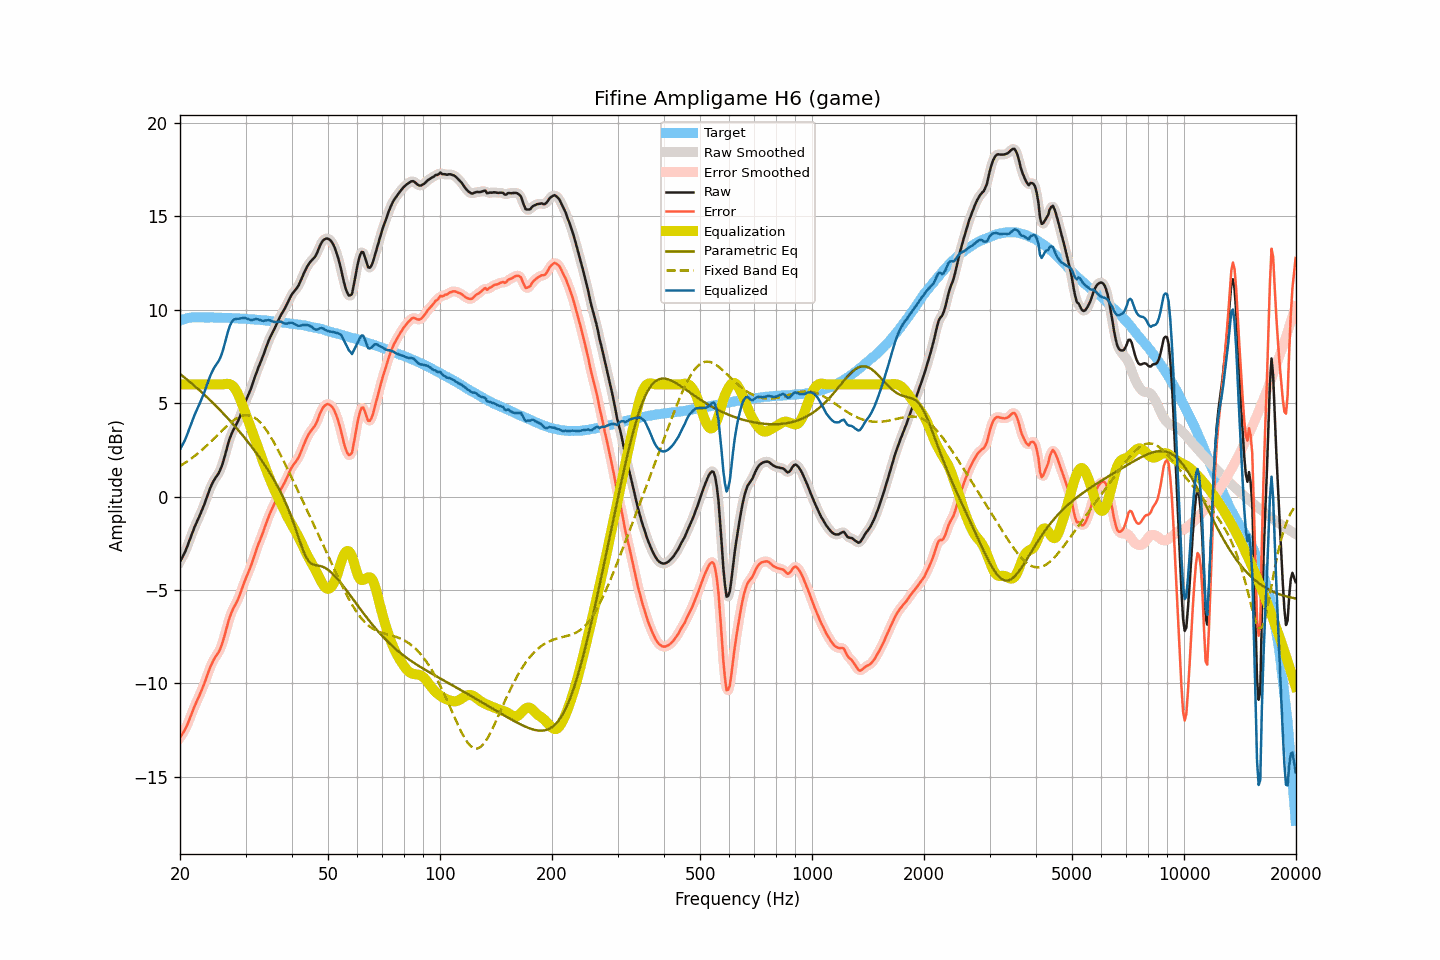 Fifine Ampligame H6 (game)
Target
Raw Smoothed
Error Smoothed
Raw
Error
Equalization
Parametric Eq
Fixed Band Eq
Equalized
20
15
10
5
0
−5
−10
−15
Amplitude (dBr)
20 50 100 200 500 1000 2000 5000 10000 20000
Frequency (Hz)